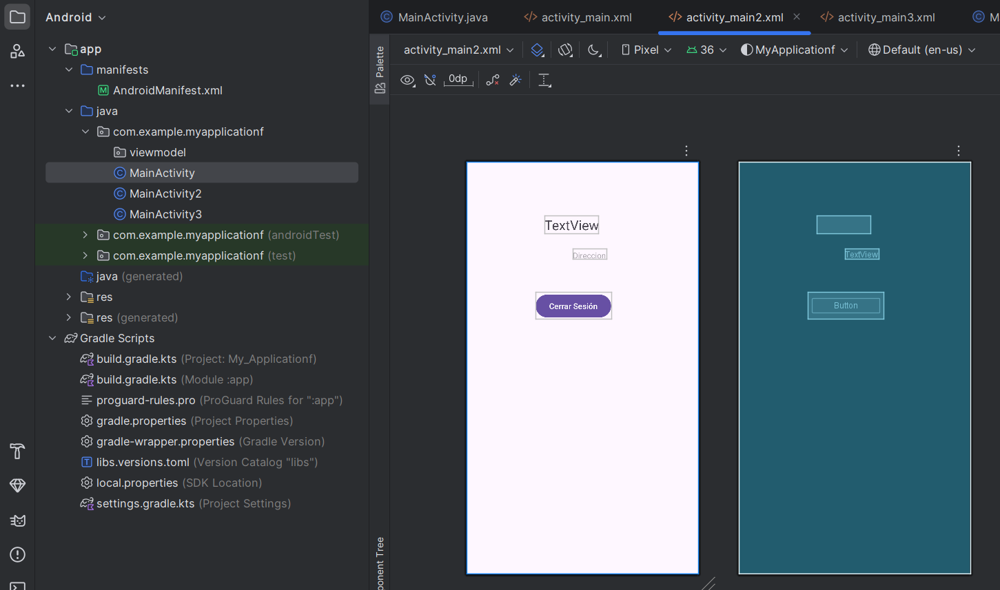 Android
MainActivity.java
activity_main.xml
activity_main2.xml
activity_main3.xml
M
app
manifests
AndroidManifest.xml
java
com.example.myapplicationf
viewmodel
MainActivity
MainActivity2
MainActivity3
com.example.myapplicationf (androidTest)
com.example.myapplicationf (test)
java (generated)
res
res (generated)
Gradle Scripts
build.gradle.kts (Project: My_Applicationf)
build.gradle.kts (Module :app)
proguard-rules.pro (ProGuard Rules for ":app")
gradle.properties (Project Properties)
gradle-wrapper.properties (Gradle Version)
libs.versions.toml (Version Catalog "libs")
local.properties (SDK Location)
settings.gradle.kts (Project Settings)
Palette
ponent Tree
activity_main2.xml
Pixel
36
MyApplicationf
Default (en-us)
0dp
TextView
Direccion
Cerrar Sesión
TextView
Button